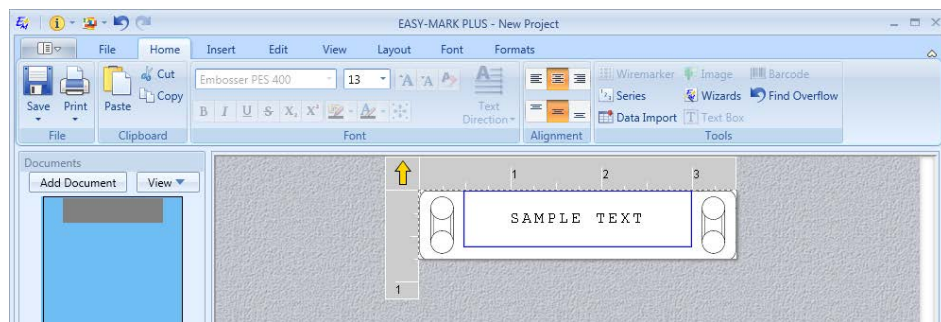 EASY-MARK PLUS - New Project
File Home Insert Edit View Layout Font Formats
Save Print Paste Cut Copy
Embosser PES 400 13
B I U S X₂ X²
Text Direction
Wiremarker Image Barcode
Series Wizards Find Overflow
Data Import Text Box
File Clipboard Font Alignment Tools
Documents
Add Document View
1 2 3
SAMPLE TEXT
1